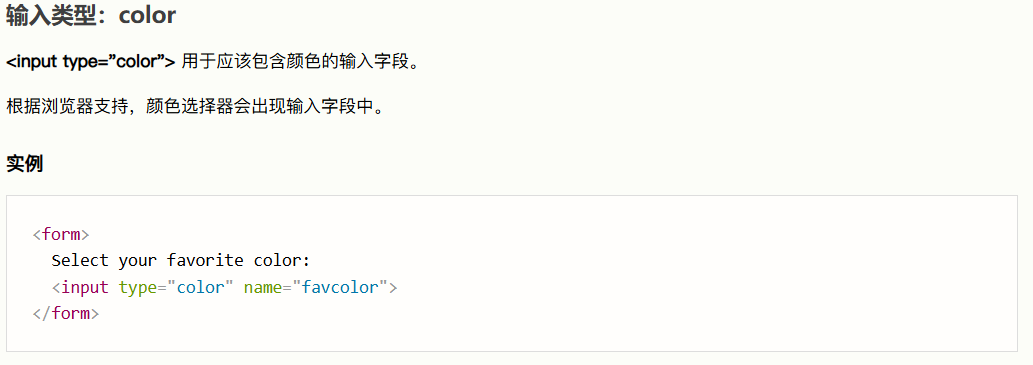 输入类型：color
<input type=”color”> 用于应该包含颜色的输入字段。
根据浏览器支持，颜色选择器会出现输入字段中。
实例
<form>
  Select your favorite color:
  <input type="color" name="favcolor">
</form>